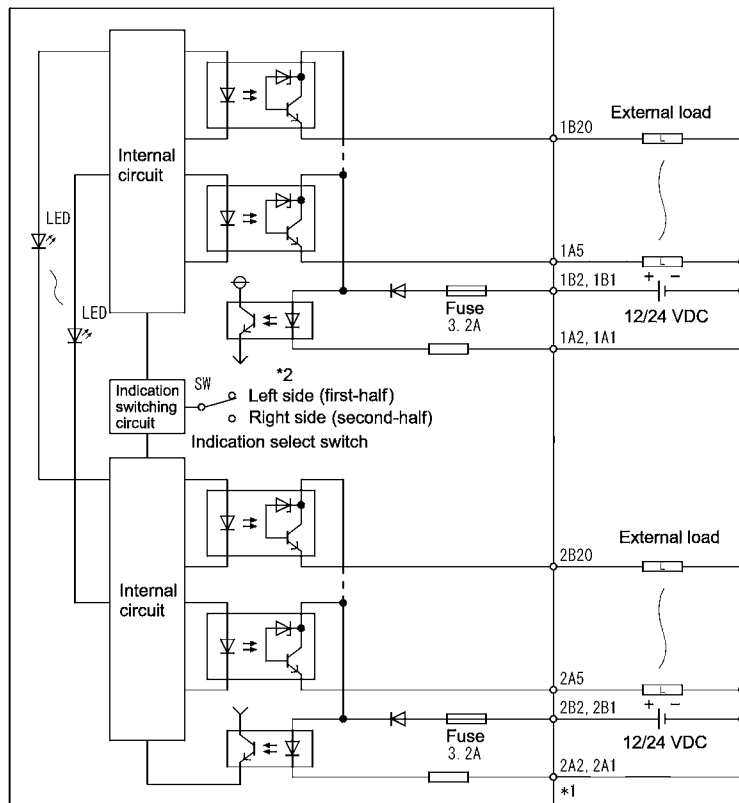 1B20
External load
L
Internal
circuit
LED
1A5
L
+ −
1B2, 1B1
LED
Fuse
3.2A
12/24 VDC
1A2, 1A1
*2
Indication
switching
circuit
SW
Left side (first-half)
Right side (second-half)
Indication select switch
2B20
External load
L
Internal
circuit
2A5
L
+ −
2B2, 2B1
Fuse
3.2A
12/24 VDC
2A2, 2A1
*1